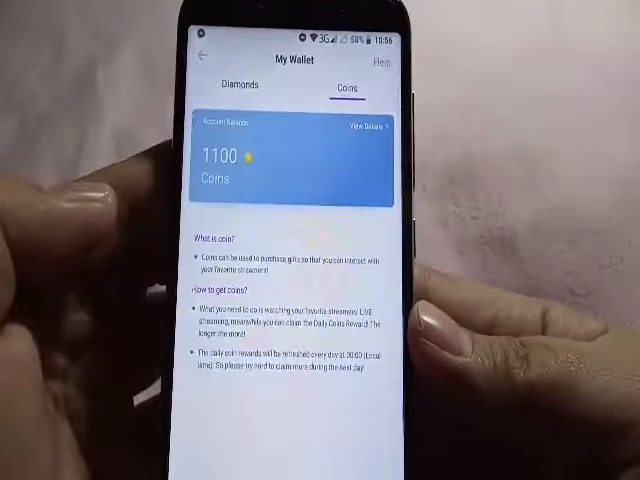 3G 58% 10:56
My Wallet Help
Diamonds Coins
Account Balance View Details >
1100
Coins
What is coin?
Coins can be used to purchase gifts so that you can interact with
your favorite streamers!
How to get coins?
What you need to do is watching your favorite streamers' LIVE
streaming, meanwhile you can claim the Daily Coins Reward! The
longer the more!
The daily coin rewards will be refreshed every day at 00:00 (Local
time). So please try hard to claim more during the next day!